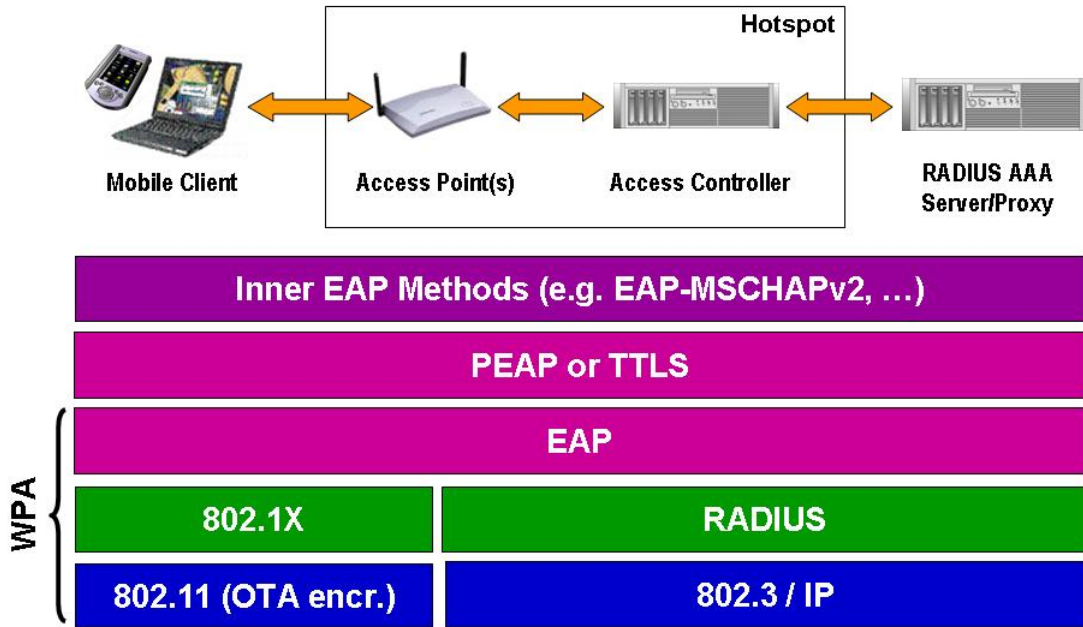 Hotspot
Mobile Client
Access Point(s)
Access Controller
RADIUS AAA
Server/Proxy
Inner EAP Methods (e.g. EAP-MSCHAPv2, …)
PEAP or TTLS
EAP
WPA
802.1X
RADIUS
802.11 (OTA encr.)
802.3 / IP